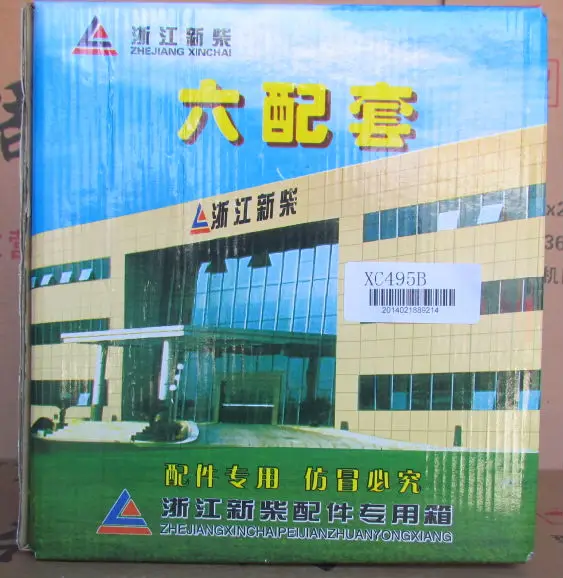 浙江新柴
ZHEJIANG XINCHAI
六配套
浙江新柴
XC495B
2014021889214
配件专用 仿冒必究
浙江新柴配件专用箱
ZHEJIANGXINCHAIPEIJIANZHUANYONGXIANG